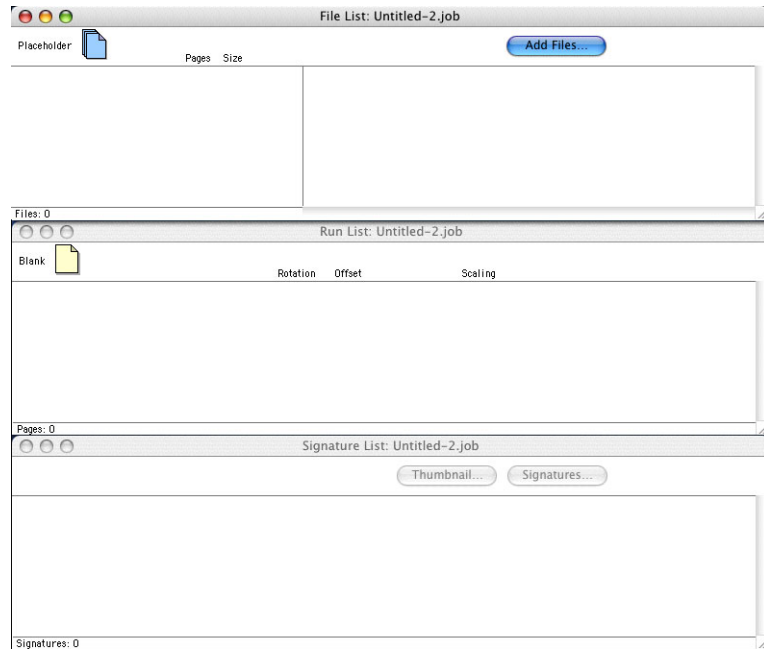 File List: Untitled-2.job
Placeholder
Add Files...
Pages Size
Files: 0
Run List: Untitled-2.job
Blank
Rotation Offset Scaling
Pages: 0
Signature List: Untitled-2.job
Thumbnail... Signatures...
Signatures: 0